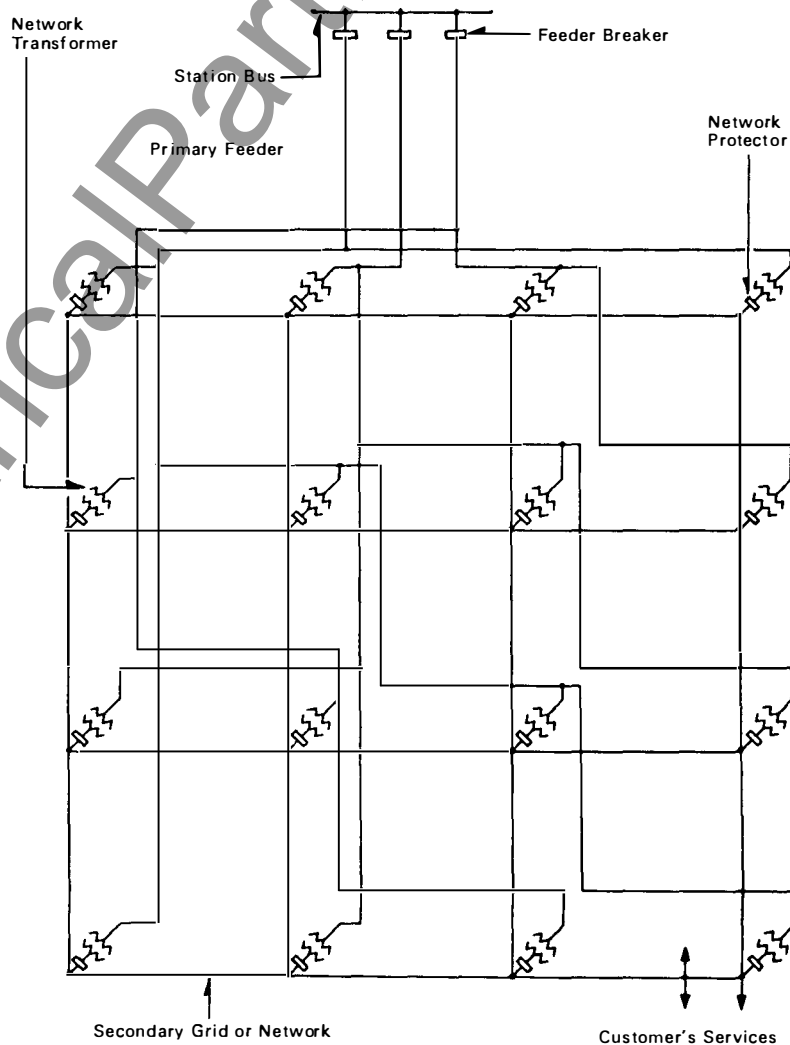 Network
Transformer
Station Bus
Feeder Breaker
Primary Feeder
Network
Protector
Secondary Grid or Network
Customer's Services